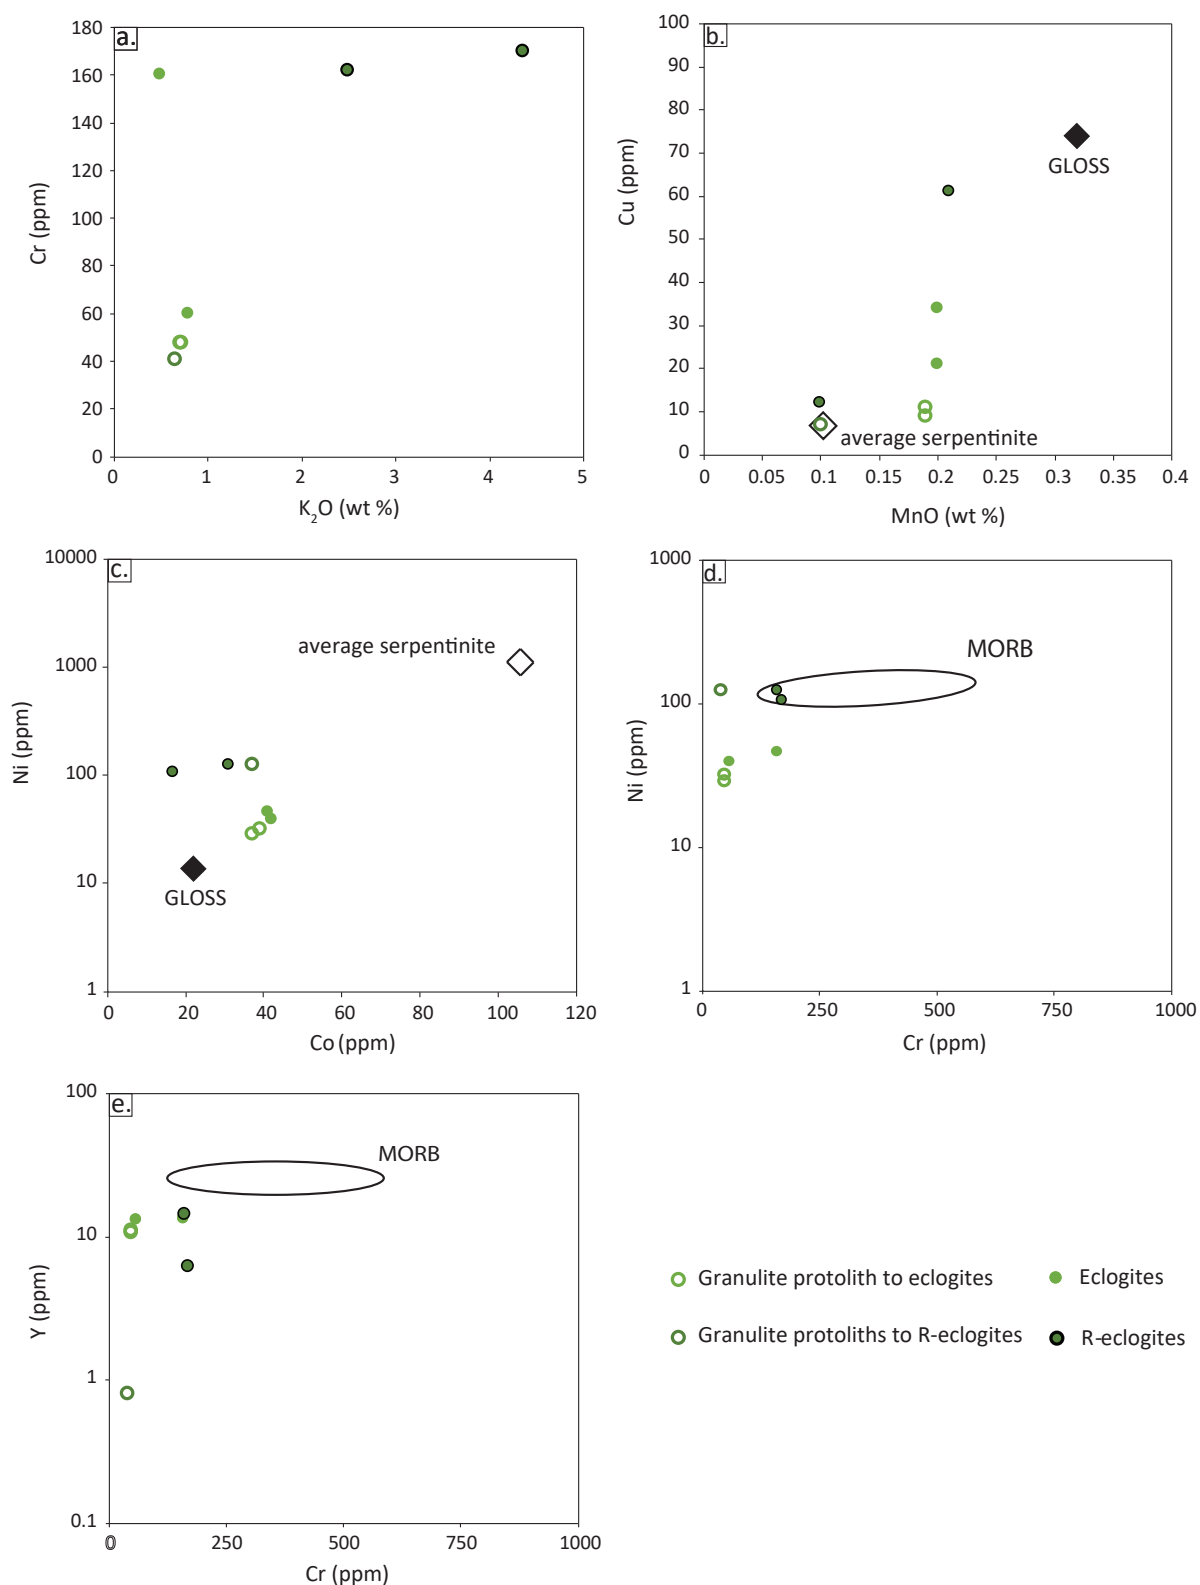 a.
180
160
140
120
100
80
60
40
20
0
Cr (ppm)
0 1 2 3 4 5
K₂O (wt %)
b.
100
90
80
70
60
50
40
30
20
10
0
Cu (ppm)
GLOSS
average serpentinite
0 0.05 0.1 0.15 0.2 0.25 0.3 0.35 0.4
MnO (wt %)
c.
10000
1000
100
10
1
Ni (ppm)
average serpentinite
GLOSS
0 20 40 60 80 100 120
Co (ppm)
d.
1000
100
10
1
Ni (ppm)
MORB
0 250 500 750 1000
Cr (ppm)
e.
100
10
1
0.1
Y (ppm)
MORB
0 250 500 750 1000
Cr (ppm)
Granulite protolith to eclogites
Eclogites
Granulite protoliths to R-eclogites
R-eclogites